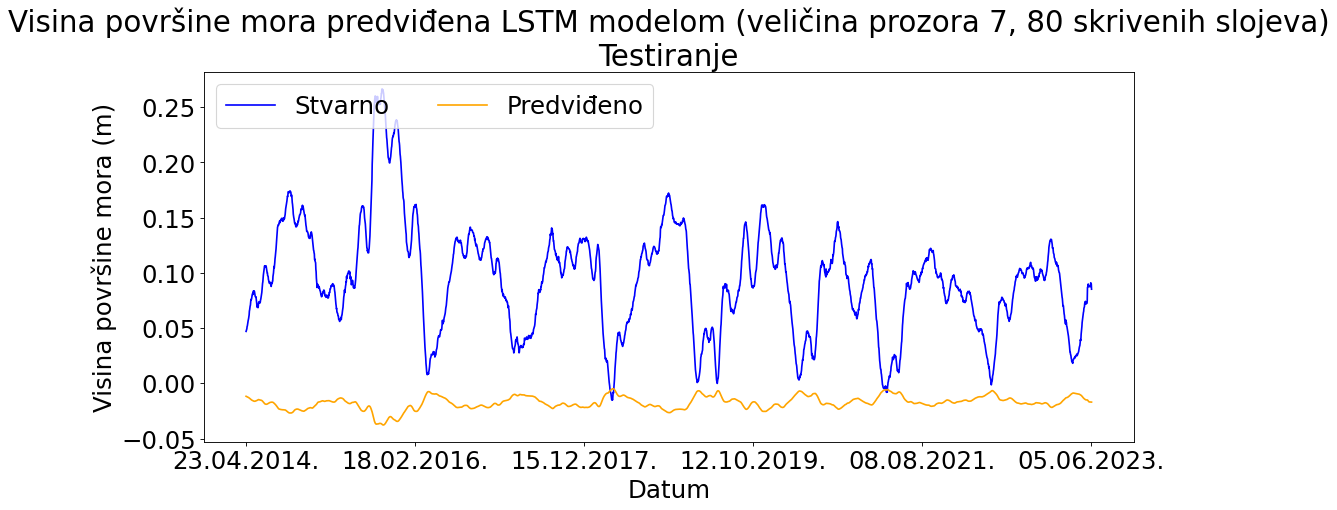 Visina površine mora predviđena LSTM modelom (veličina prozora 7, 80 skrivenih slojeva)
Testiranje
Stvarno Predviđeno
Visina površine mora (m)
0.25
0.20
0.15
0.10
0.05
0.00
−0.05
23.04.2014. 18.02.2016. 15.12.2017. 12.10.2019. 08.08.2021. 05.06.2023.
Datum